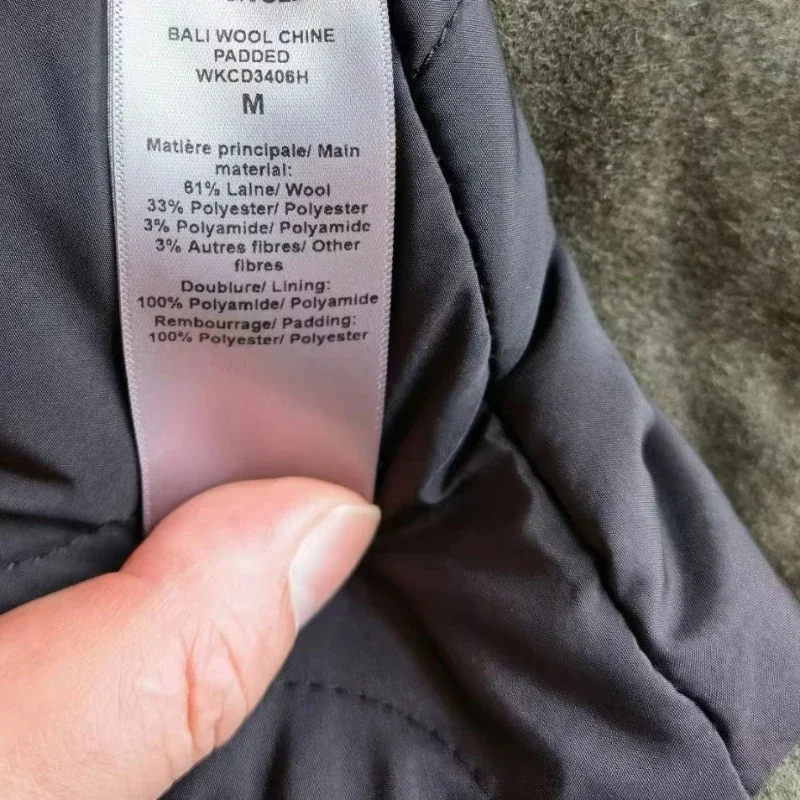 BALI WOOL CHINE
PADDED
WKCD3406H
M
Matière principale/ Main
material:
61% Laine/ Wool
33% Polyester/ Polyester
3% Polyamide/ Polyamide
3% Autres fibres/ Other
fibres
Doublure/ Lining:
100% Polyamide/ Polyamide
Rembourrage/ Padding:
100% Polyester/ Polyester